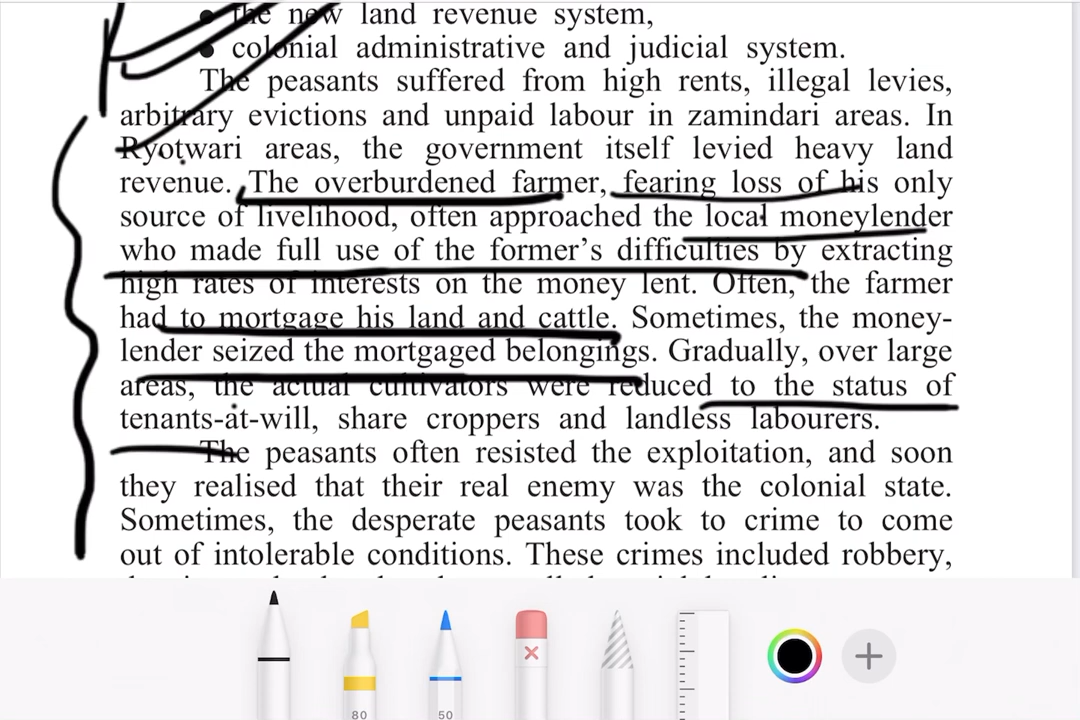 • the new land revenue system,
• colonial administrative and judicial system.
The peasants suffered from high rents, illegal levies,
arbitrary evictions and unpaid labour in zamindari areas. In
Ryotwari areas, the government itself levied heavy land
revenue. The overburdened farmer, fearing loss of his only
source of livelihood, often approached the local moneylender
who made full use of the former's difficulties by extracting
high rates of interests on the money lent. Often, the farmer
had to mortgage his land and cattle. Sometimes, the money-
lender seized the mortgaged belongings. Gradually, over large
areas, the actual cultivators were reduced to the status of
tenants-at-will, share croppers and landless labourers.
The peasants often resisted the exploitation, and soon
they realised that their real enemy was the colonial state.
Sometimes, the desperate peasants took to crime to come
out of intolerable conditions. These crimes included robbery,
80 50